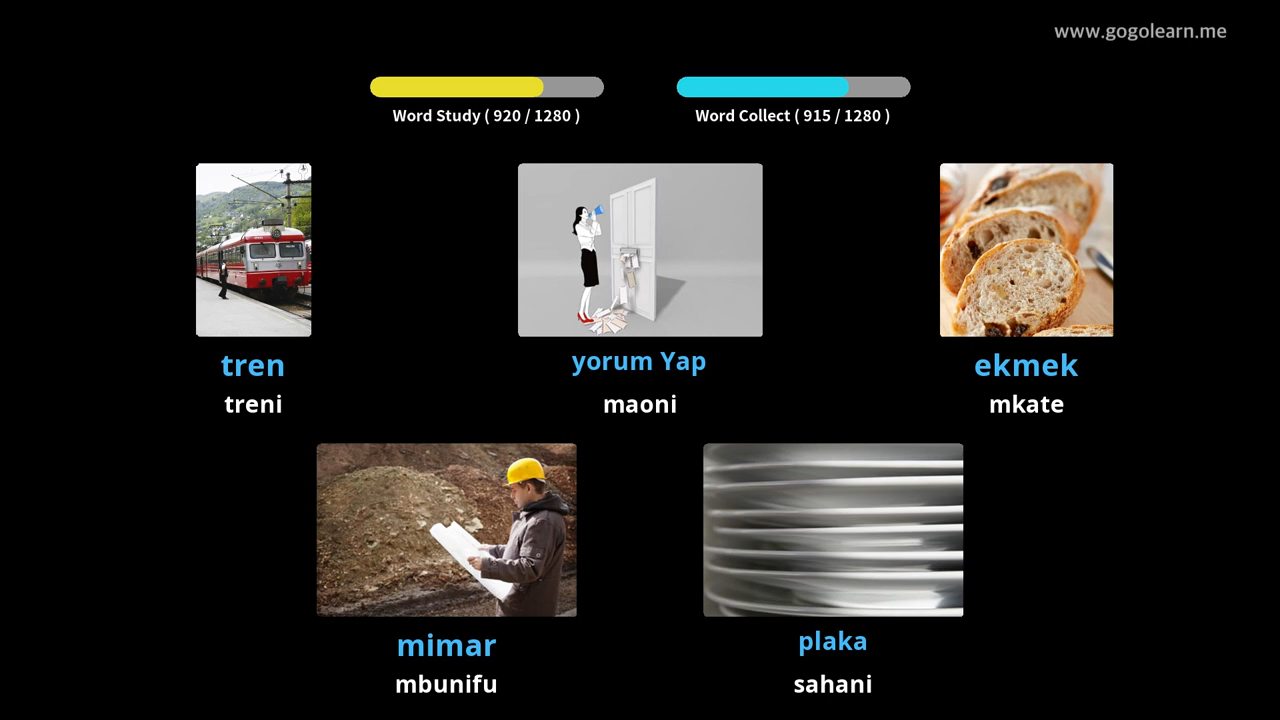 www.gogolearn.me
Word Study ( 920 / 1280 )
Word Collect ( 915 / 1280 )
tren
treni
yorum Yap
maoni
ekmek
mkate
mimar
mbunifu
plaka
sahani